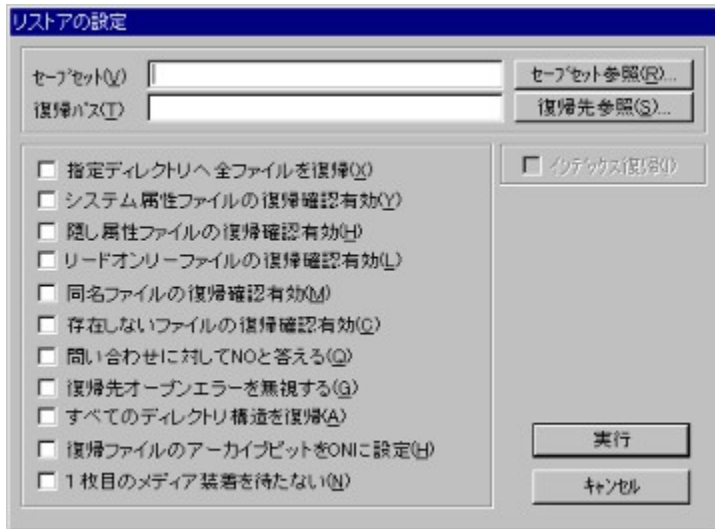 リストアの設定
セーブセット(V) セーブセット参照(R)...
復帰パス(T) 復帰先参照(S)...
指定ディレクトリへ全ファイルを復帰(X)
インデックス復帰(I)
システム属性ファイルの復帰確認有効(Y)
隠し属性ファイルの復帰確認有効(H)
リードオンリーファイルの復帰確認有効(L)
同名ファイルの復帰確認有効(M)
存在しないファイルの復帰確認有効(C)
問い合わせに対してNOと答える(Q)
復帰先オープンエラーを無視する(G)
すべてのディレクトリ構造を復帰(A)
復帰ファイルのアーカイブビットをONに設定(H)
1枚目のメディア装着を待たない(N)
実行
キャンセル